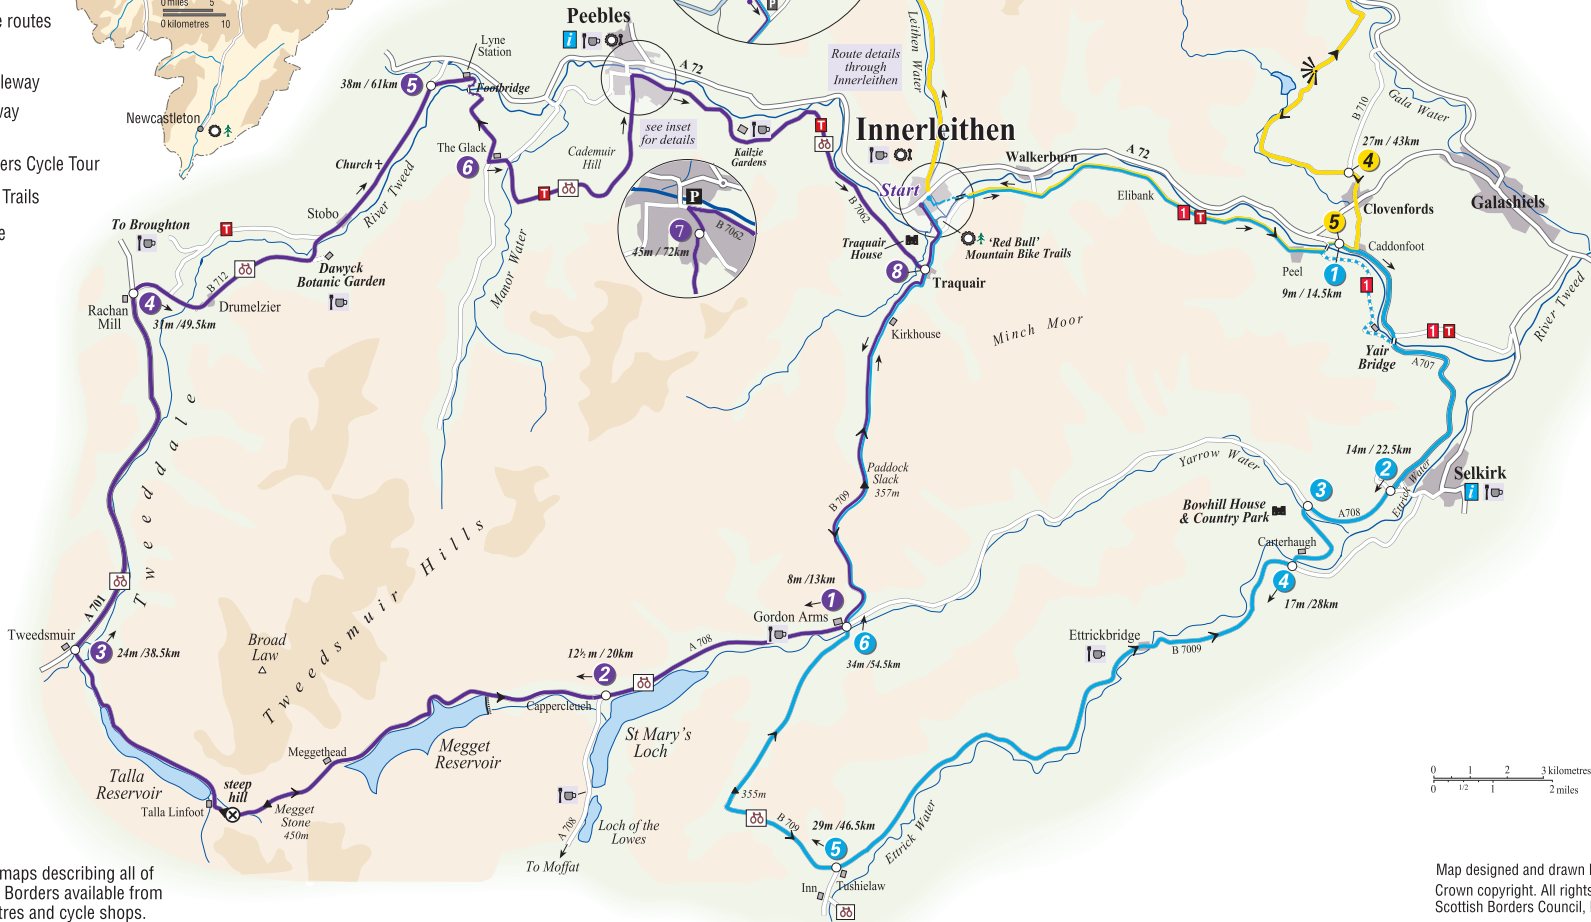 e routes
leway
way
ers Cycle Tour
Trails
e
0 miles 5
0 kilometres 10
Newcastleton
Peebles
i
Lyne
Station
38m / 61km
5
Footbridge
A 72
P
Route details
through
Innerleithen
Leithen Water
see inset
for details
The Glack
6
Cademuir
Hill
T
Kailzie
Gardens
T
Church
River Tweed
Stobo
To Broughton
T
B 712
Drumelzier
Dawyck
Botanic Garden
Rachan
Mill
4
31m /49.5km
Manor Water
P
7
B 7062
45m / 72km
B 7062
Innerleithen
Start
Traquair
House
8
Traquair
Kirkhouse
'Red Bull'
Mountain Bike Trails
Walkerburn
A 72
Elibank
1 T
Minch Moor
Gala Water
B 710
27m / 43km
4
Galashiels
Clovenfords
5
Caddonfoot
Peel
1
9m / 14.5km
1
1 T
Yair
Bridge
A707
River Tweed
14m / 22.5km
2
Selkirk
i
Ettrick Water
Yarrow Water
3
Bowhill House
& Country Park
A708
Carterhaugh
4
17m /28km
Ettrickbridge
B 7009
Paddock
Slack
357m
B 709
8m /13km
1
Gordon Arms
6
34m /54.5km
A 708
12½ m / 20km
2
Cappercleuch
St Mary's
Loch
Megget
Reservoir
Meggethead
Tweeddale
Tweedsmuir Hills
Broad
Law
A 701
Tweedsmuir
3
24m /38.5km
Talla
Reservoir
steep
hill
Talla Linfoot
Megget
Stone
450m
A 708
Loch of the
Lowes
To Moffat
355m
B 709
29m /46.5km
5
Ettrick Water
Inn
Tushielaw
0 1 2 3 kilometres
0 1/2 1 2 miles
maps describing all of
Borders available from
tres and cycle shops.
Map designed and drawn
Crown copyright. All rights
Scottish Borders Council,